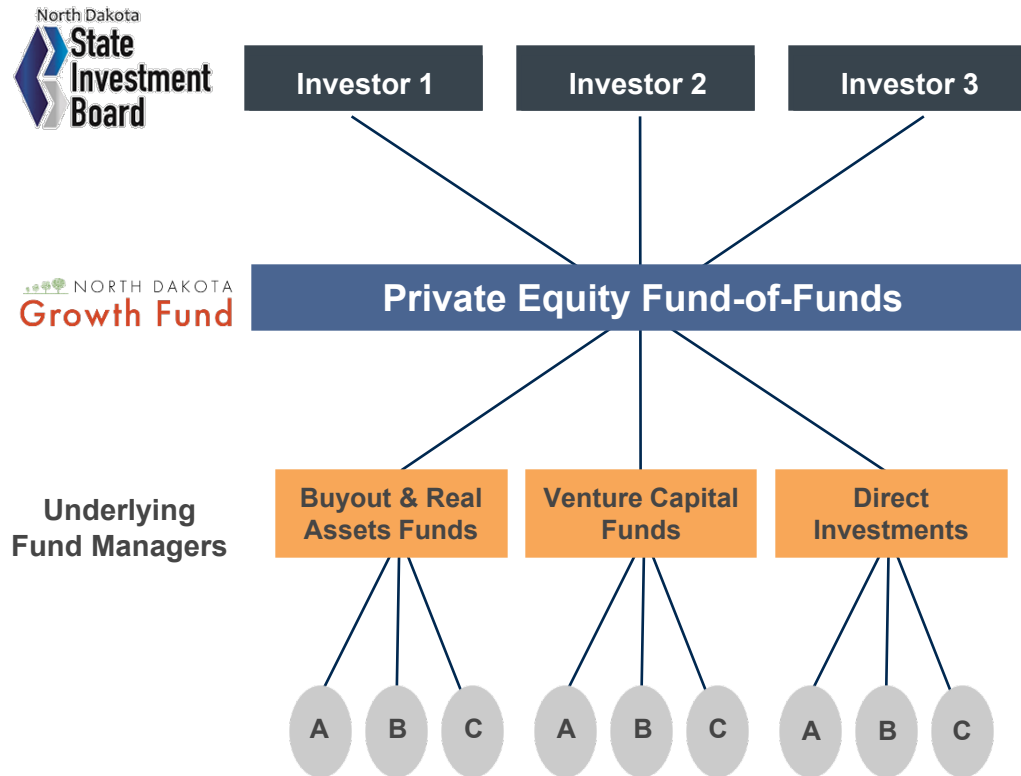 North Dakota
State
Investment
Board
Investor 1
Investor 2
Investor 3
NORTH DAKOTA
Growth Fund
Private Equity Fund-of-Funds
Underlying
Fund Managers
Buyout & Real
Assets Funds
Venture Capital
Funds
Direct
Investments
A
B
C
A
B
C
A
B
C